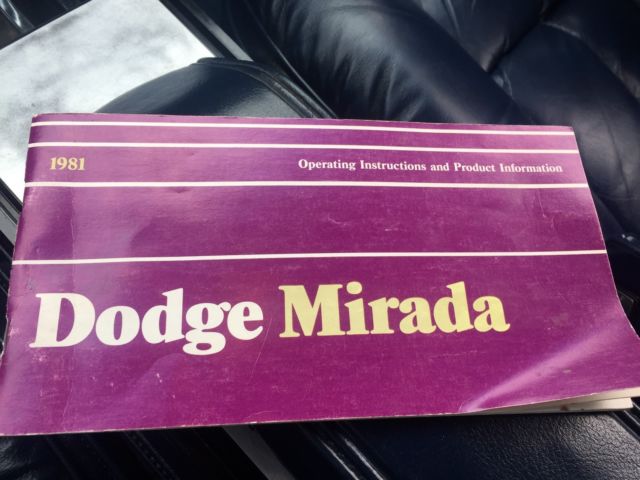 1981
Operating Instructions and Product Information
Dodge Mirada